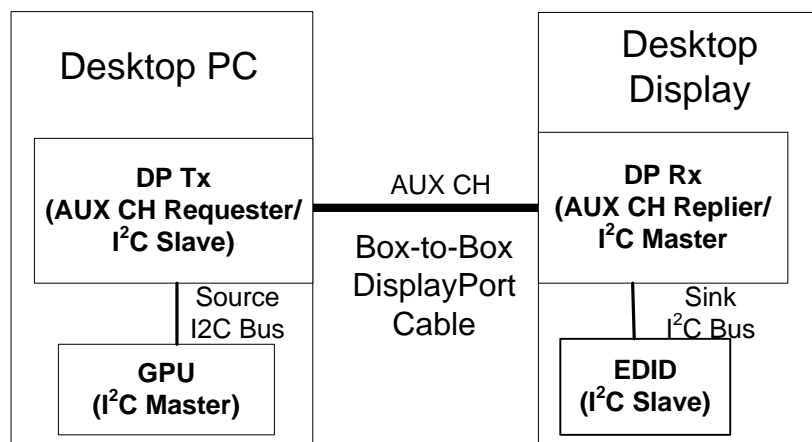 Desktop PC
DP Tx
(AUX CH Requester/
I²C Slave)
Source
I2C Bus
GPU
(I²C Master)
AUX CH
Box-to-Box
DisplayPort
Cable
Desktop
Display
DP Rx
(AUX CH Replier/
I²C Master
Sink
I²C Bus
EDID
(I²C Slave)